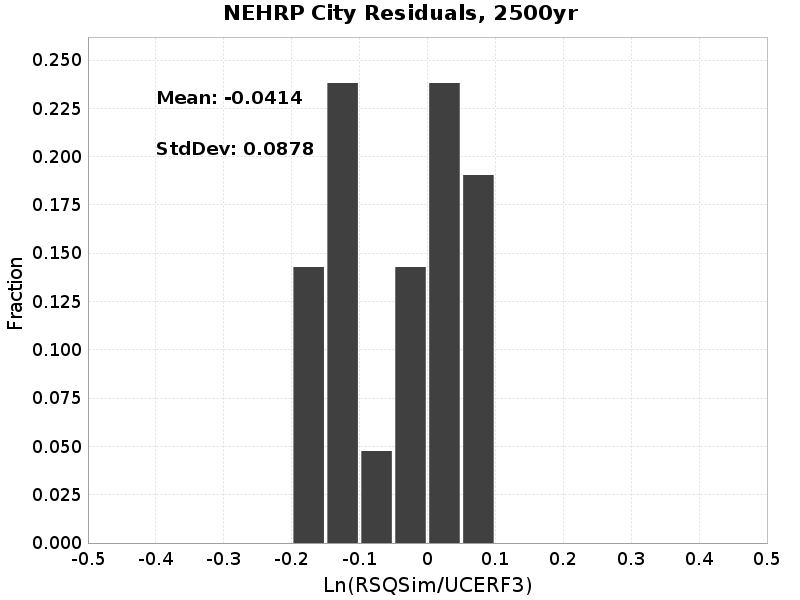 NEHRP City Residuals, 2500yr
0.250
0.225
0.200
0.175
0.150
0.125
0.100
0.075
0.050
0.025
0.000
Fraction
Mean: -0.0414
StdDev: 0.0878
-0.5 -0.4 -0.3 -0.2 -0.1 0 0.1 0.2 0.3 0.4 0.5
Ln(RSQSim/UCERF3)